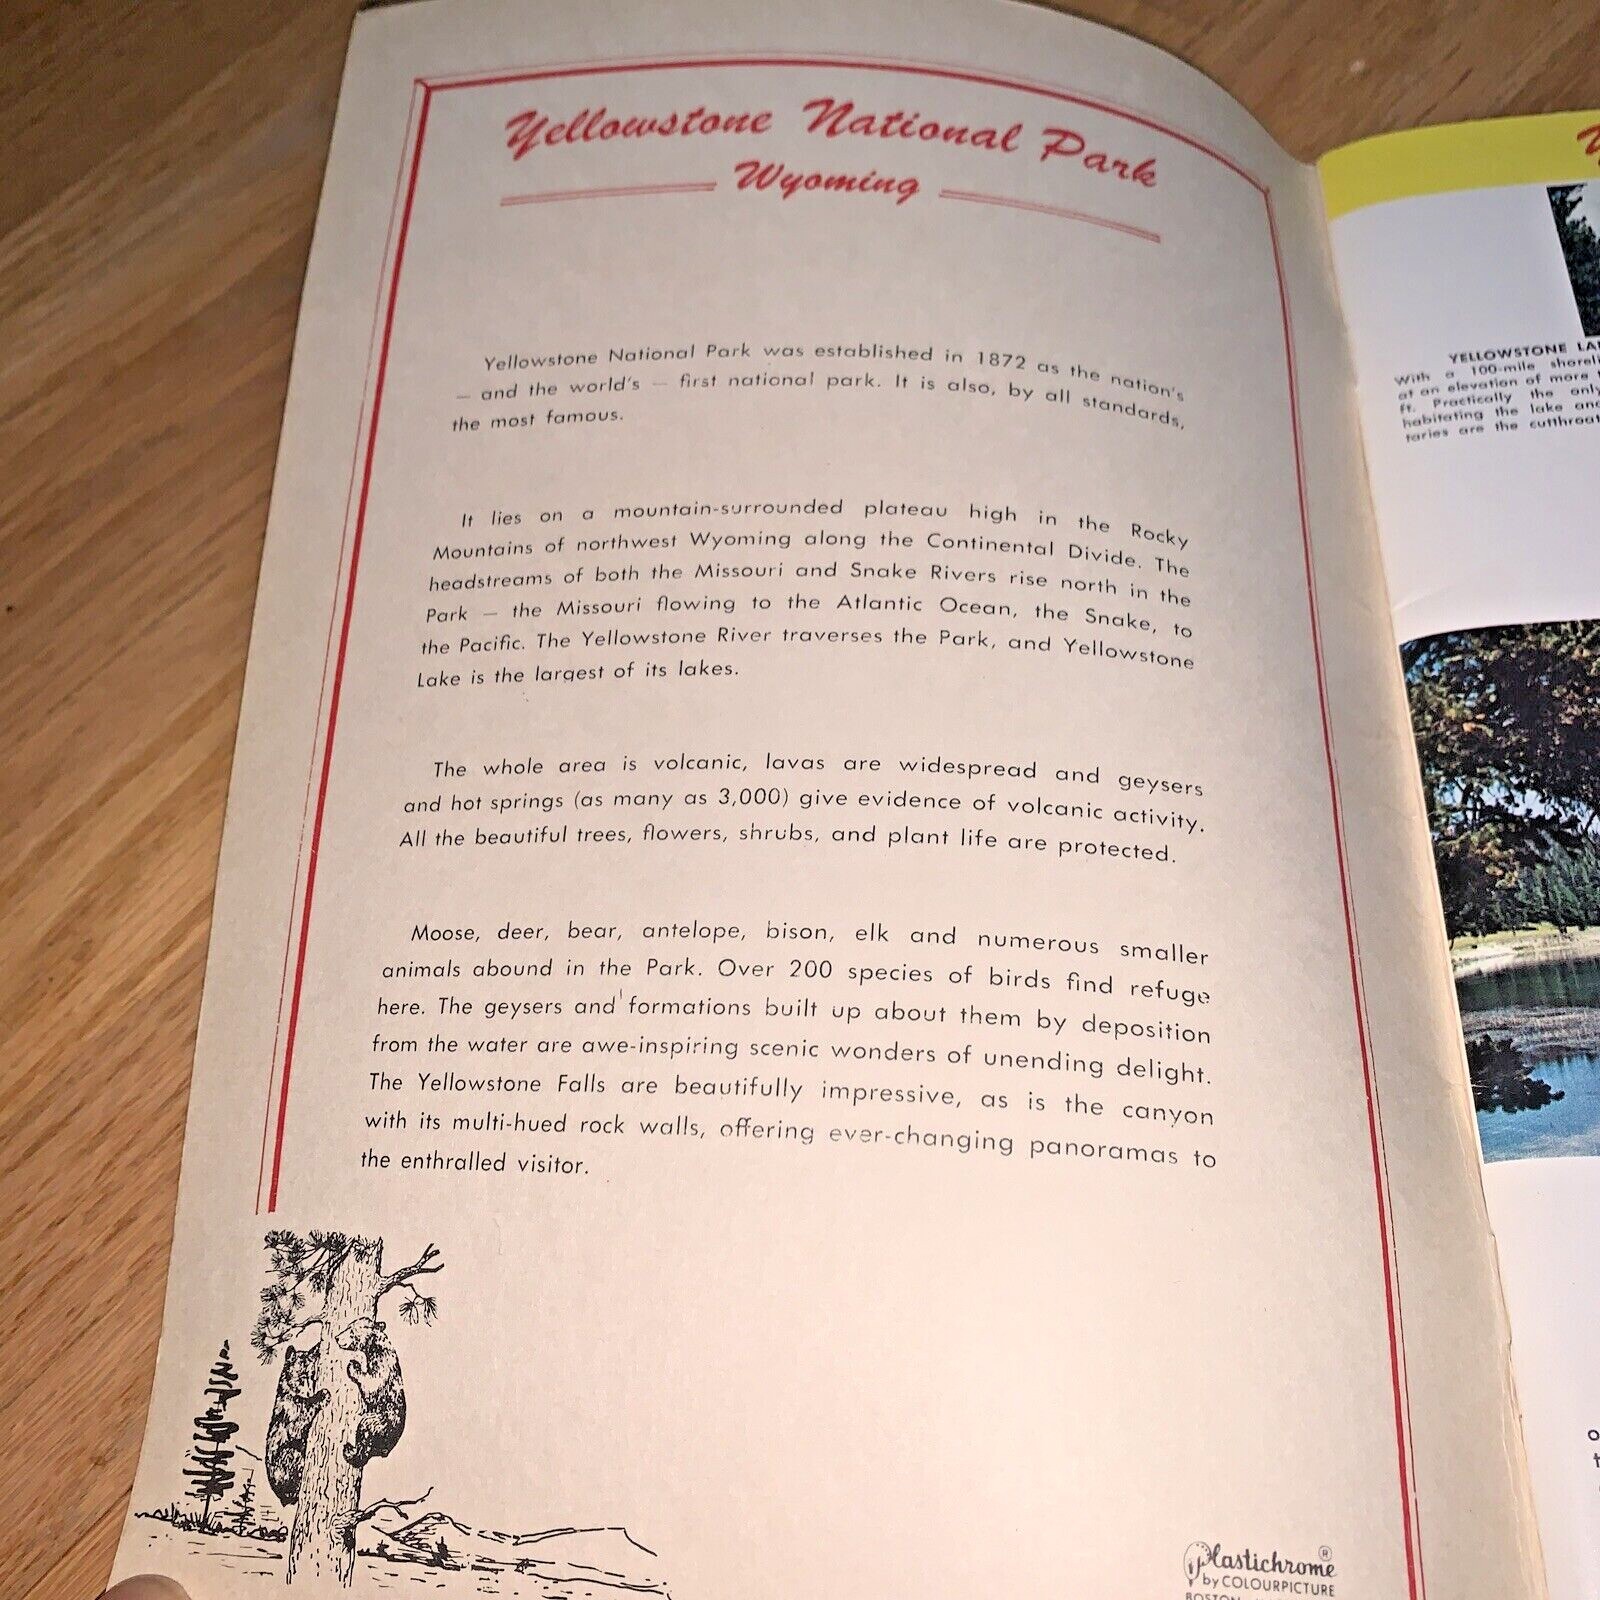 Yellowstone National Park
Wyoming
Yellowstone National Park was established in 1872 as the nation's
— and the world's — first national park. It is also, by all standards,
the most famous.
It lies on a mountain-surrounded plateau high in the Rocky
Mountains of northwest Wyoming along the Continental Divide. The
headstreams of both the Missouri and Snake Rivers rise north in the
Park — the Missouri flowing to the Atlantic Ocean, the Snake, to
the Pacific. The Yellowstone River traverses the Park, and Yellowstone
Lake is the largest of its lakes.
The whole area is volcanic, lavas are widespread and geysers
and hot springs (as many as 3,000) give evidence of volcanic activity.
All the beautiful trees, flowers, shrubs, and plant life are protected.
Moose, deer, bear, antelope, bison, elk and numerous smaller
animals abound in the Park. Over 200 species of birds find refuge
here. The geysers and formations built up about them by deposition
from the water are awe-inspiring scenic wonders of unending delight.
The Yellowstone Falls are beautifully impressive, as is the canyon
with its multi-hued rock walls, offering ever-changing panoramas to
the enthralled visitor.
Plastichrome®
by COLOURPICTURE
BOSTON
YELLOWSTONE
With a 100-mile
at an elevation of more
ft. Practically the only
habitating the lake and
taries are the cutthroat